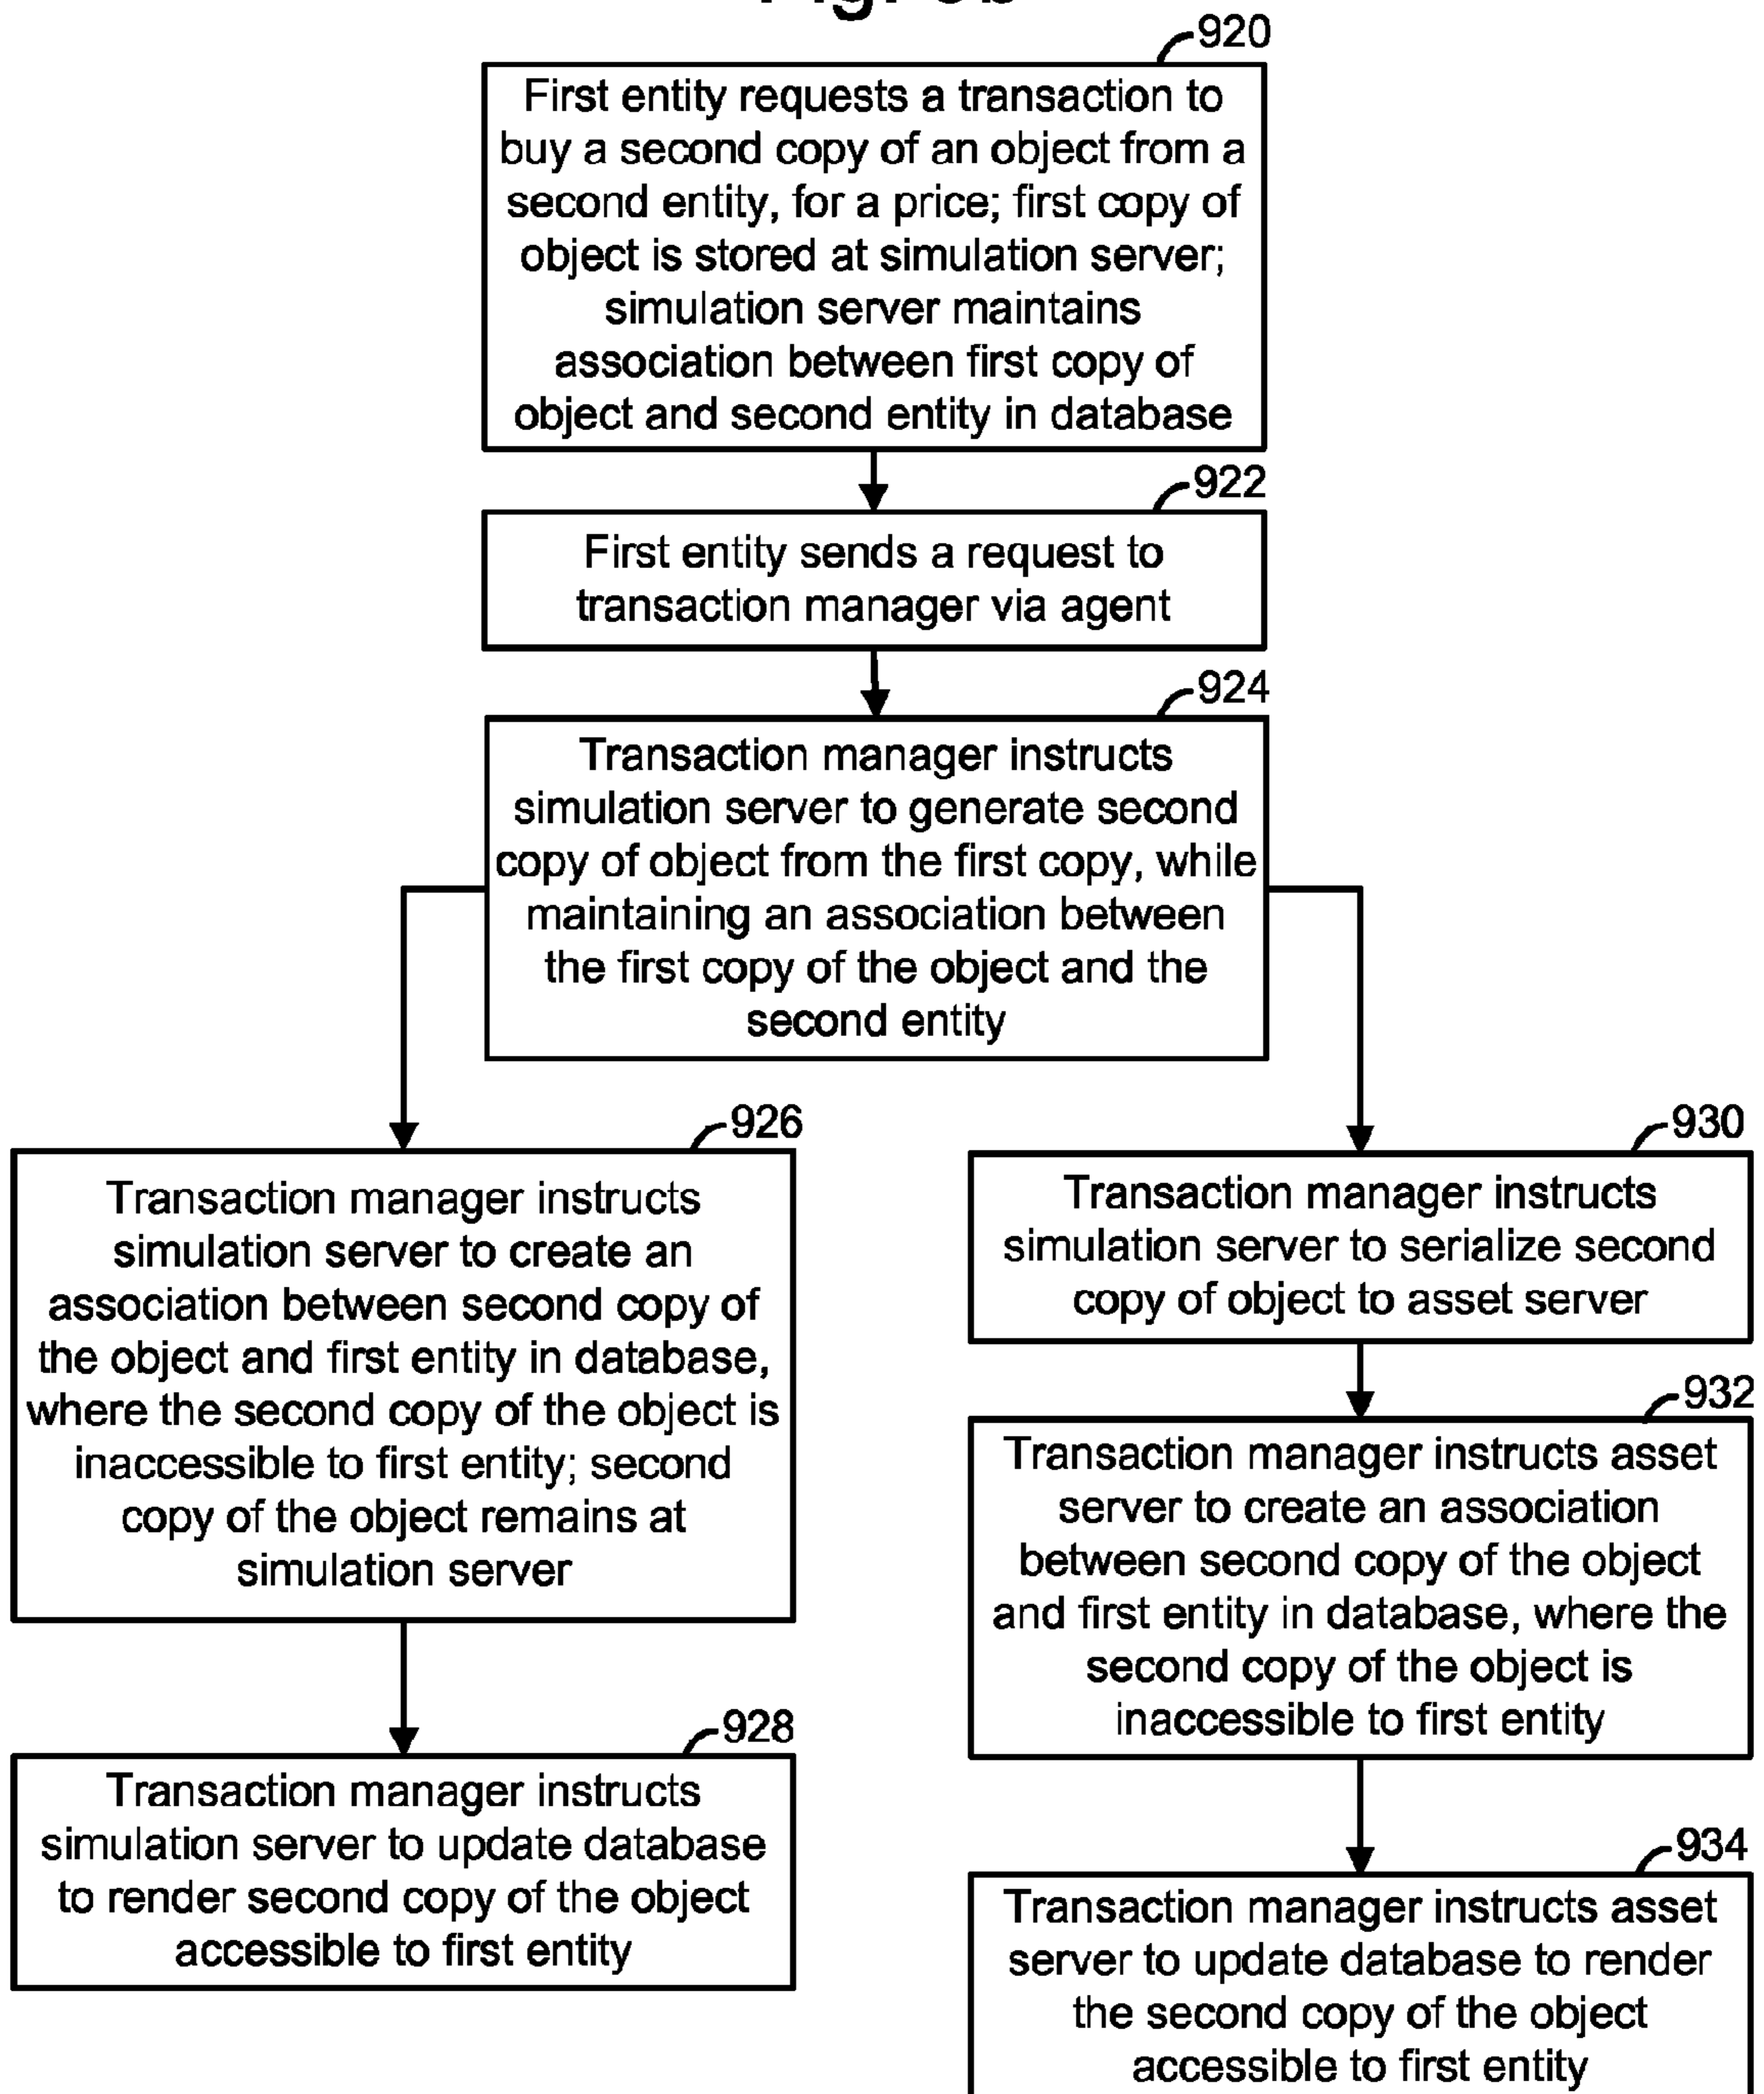 Fig.
920
First entity requests a transaction to
buy a second copy of an object from a
second entity, for a price; first copy of
object is stored at simulation server;
simulation server maintains
association between first copy of
object and second entity in database
922
First entity sends a request to
transaction manager via agent
924
Transaction manager instructs
simulation server to generate second
copy of object from the first copy, while
maintaining an association between
the first copy of the object and the
second entity
926
Transaction manager instructs
simulation server to create an
association between second copy of
the object and first entity in database,
where the second copy of the object is
inaccessible to first entity; second
copy of the object remains at
simulation server
928
Transaction manager instructs
simulation server to update database
to render second copy of the object
accessible to first entity
930
Transaction manager instructs
simulation server to serialize second
copy of object to asset server
932
Transaction manager instructs asset
server to create an association
between second copy of the object
and first entity in database, where the
second copy of the object is
inaccessible to first entity
934
Transaction manager instructs asset
server to update database to render
the second copy of the object
accessible to first entity